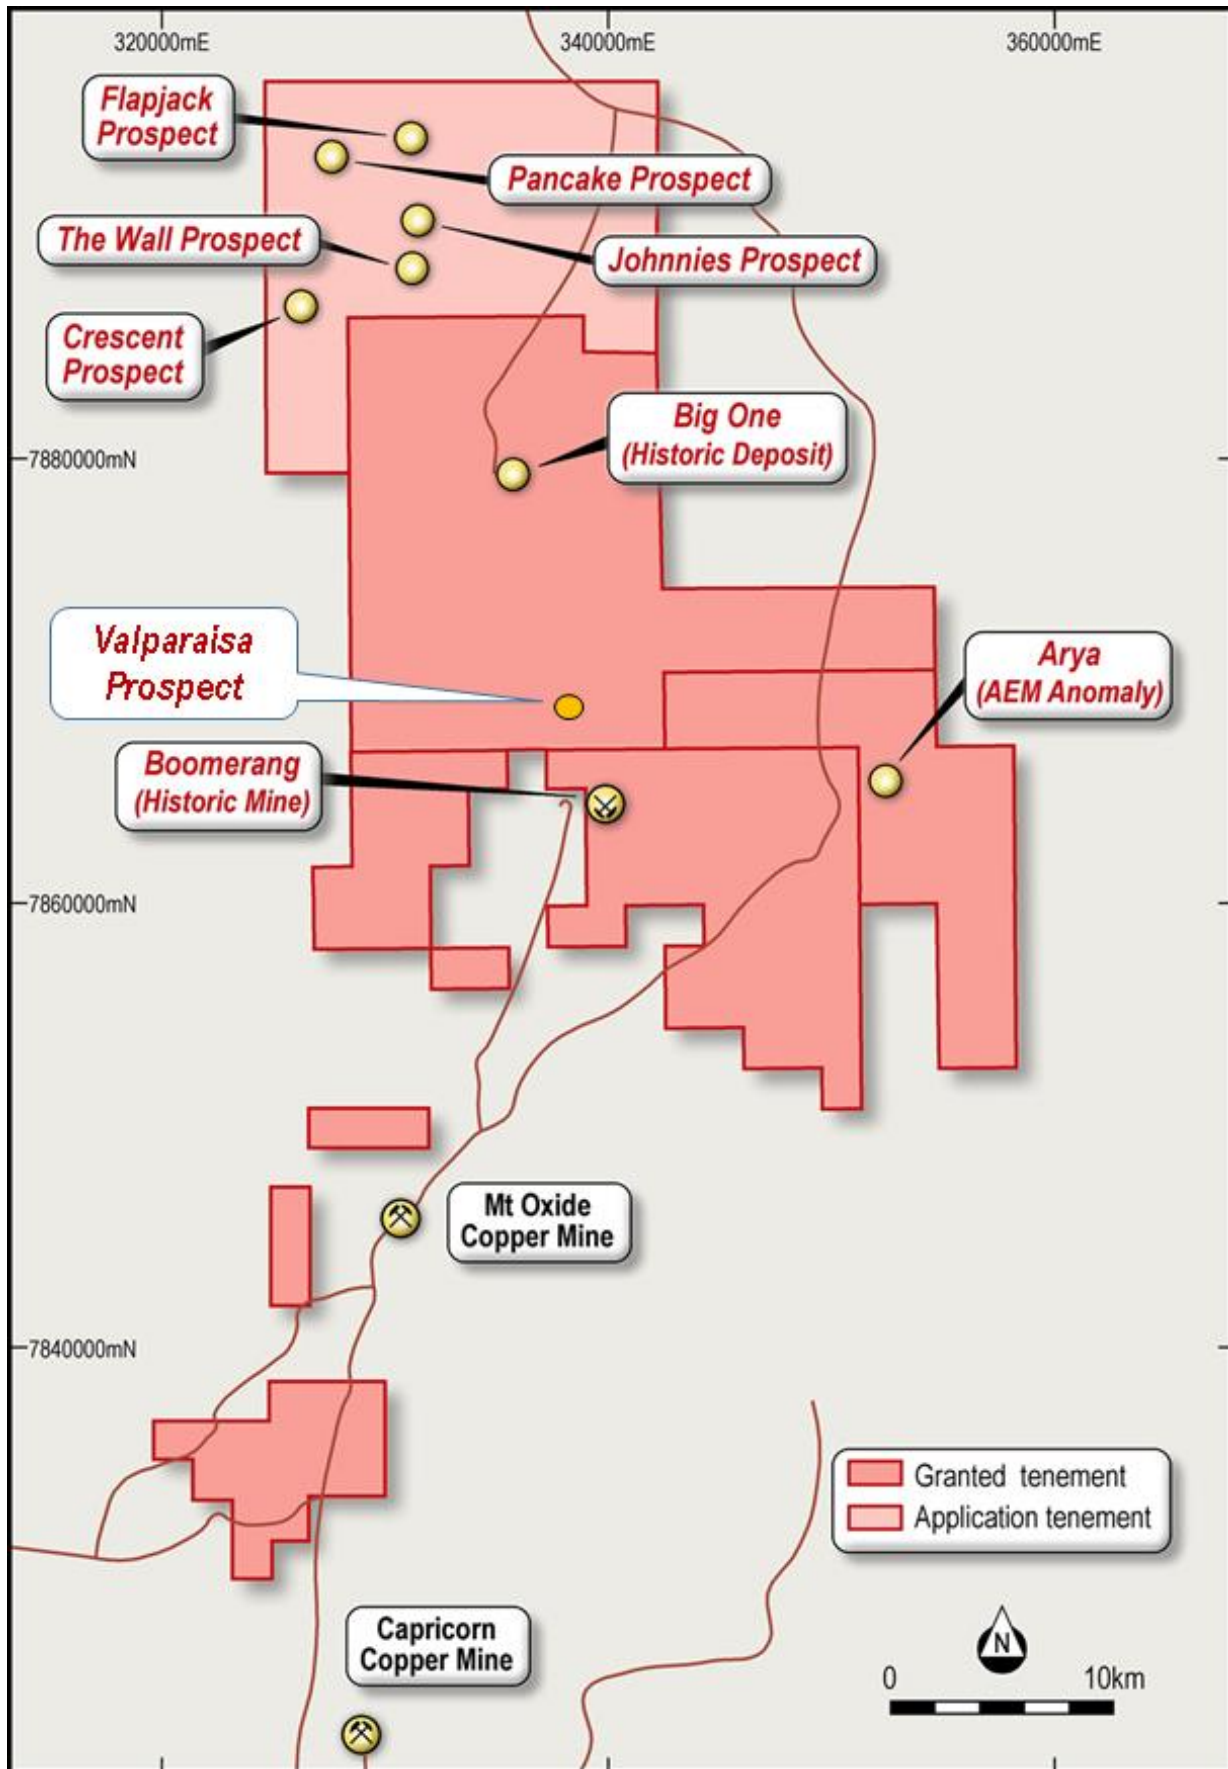 320000mE
340000mE
360000mE
Flapjack
Prospect
Pancake Prospect
The Wall Prospect
Johnnies Prospect
Crescent
Prospect
Big One
(Historic Deposit)
7880000mN
Valparaisa
Prospect
Arya
(AEM Anomaly)
Boomerang
(Historic Mine)
7860000mN
Mt Oxide
Copper Mine
7840000mN
Granted tenement
Application tenement
Capricorn
Copper Mine
N
0 10km